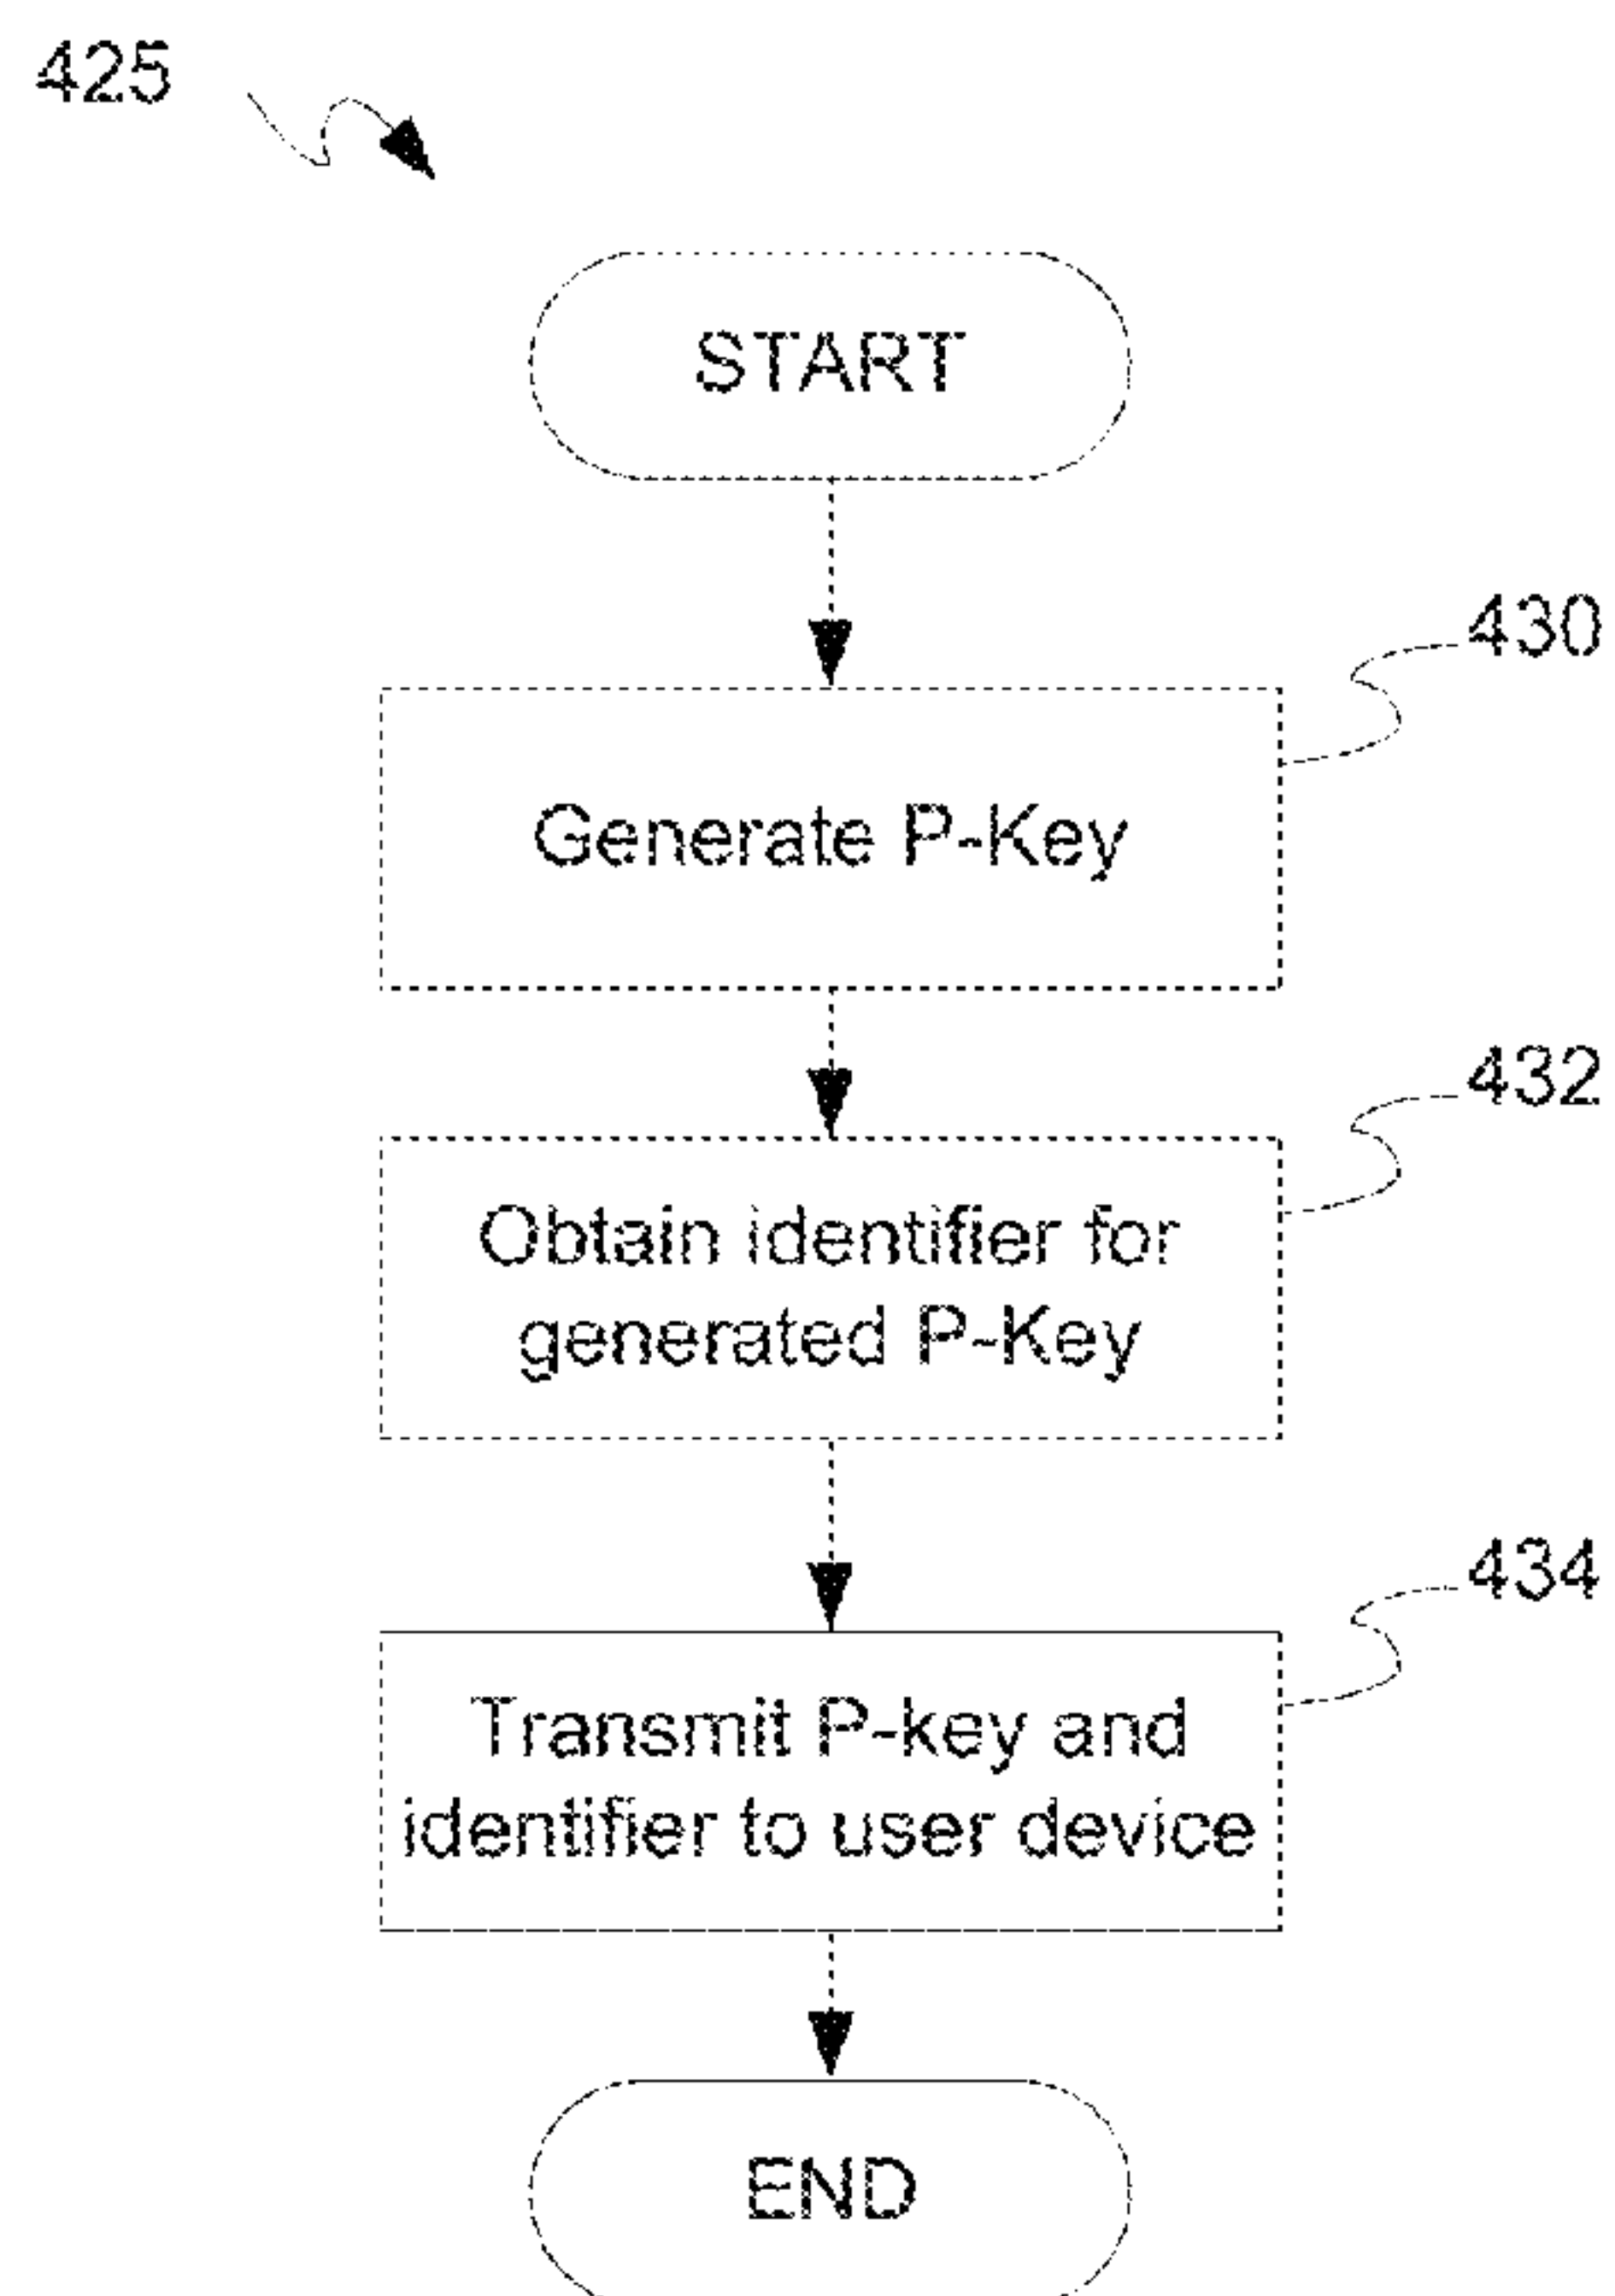 425
START
430
Generate P-Key
432
Obtain identifier for
generated P-Key
434
Transmit P-key and
identifier to user device
END